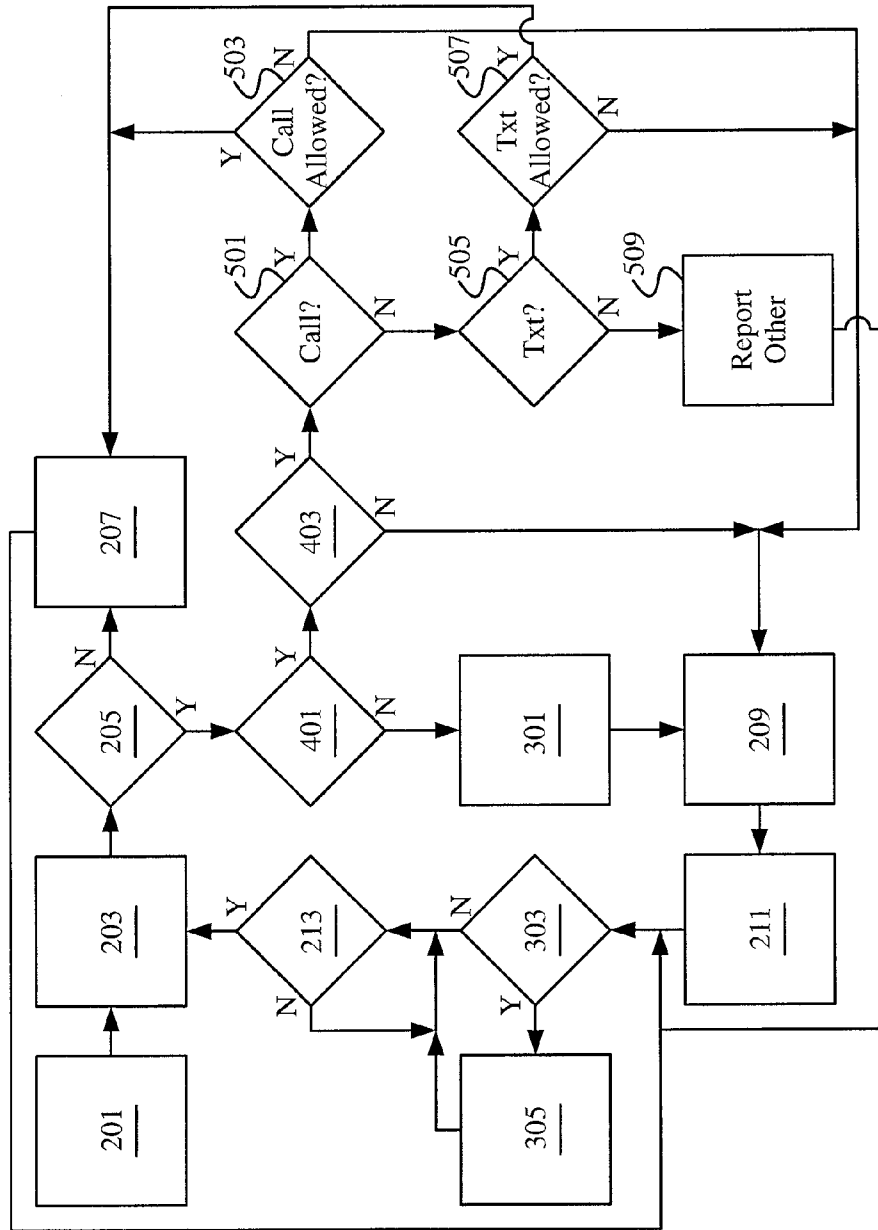 201
203
205
N
Y
207
Y
N
213
401
Y
N
403
Y
N
501
Call?
Y
N
503
Y
Call
Allowed?
N
305
Y
303
N
301
505
Txt?
Y
N
507
Txt
Allowed?
Y
N
211
209
509
Report
Other